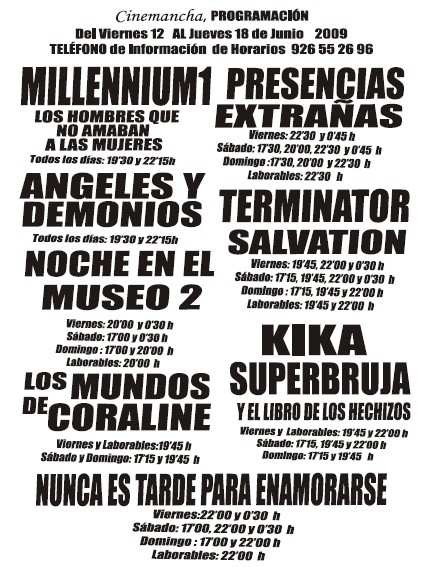 Cinemancha, PROGRAMACIÓN
Del Viernes 12 AL Jueves 18 de Junio 2009
TELÉFONO de Información de Horarios 926 55 26 96
MILLENNIUM1
LOS HOMBRES QUE
NO AMABAN
A LAS MUJERES
Todos los días: 19'30 y 22'15h
ANGELES Y
DEMONIOS
Todos los días: 19'30 y 22'15h
NOCHE EN EL
MUSEO 2
Viernes: 20'00 y 0'30 h
Sábado: 17'00 y 0'30 h
Domingo : 17'00 y 20'00 h
Laborables: 20'00 h
LOS MUNDOS
DE CORALINE
Viernes y Laborables:19'45 h
Sábado y Domingo: 17'15 y 19'45 h
PRESENCIAS
EXTRAÑAS
Viernes: 22'30 y 0'45 h
Sábado: 17'30, 20'00, 22'30 y 0'45 h
Domingo : 17'30, 20'00 y 22'30 h
Laborables: 22'30 h
TERMINATOR
SALVATION
Viernes: 19'45, 22'00 y 0'30 h
Sábado: 17'15, 19'45, 22'00 y 0'30 h
Domingo : 17'15, 19'45 y 22'00 h
Laborables: 19'45 y 22'00 h
KIKA
SUPERBRUJA
Y EL LIBRO DE LOS HECHIZOS
Viernes y Laborables: 19'45 y 22'00 h
Sábado: 17'15, 19'45 y 22'00 h
Domingo: 17'15 y 19'45 h
NUNCA ES TARDE PARA ENAMORARSE
Viernes:22'00 y 0'30 h
Sábado: 17'00, 22'00 y 0'30 h
Domingo : 17'00 y 22'00 h
Laborables: 22'00 h